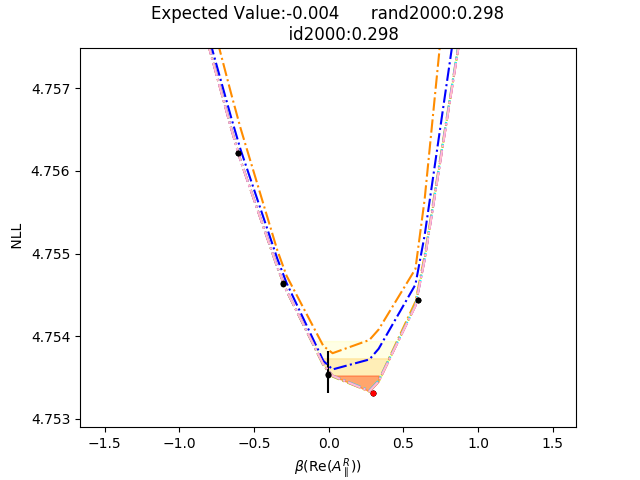 Expected Value:-0.004 rand2000:0.298
id2000:0.298
4.757
4.756
4.755
4.754
4.753
NLL
−1.5 −1.0 −0.5 0.0 0.5 1.0 1.5
β(Re(A∥^R))